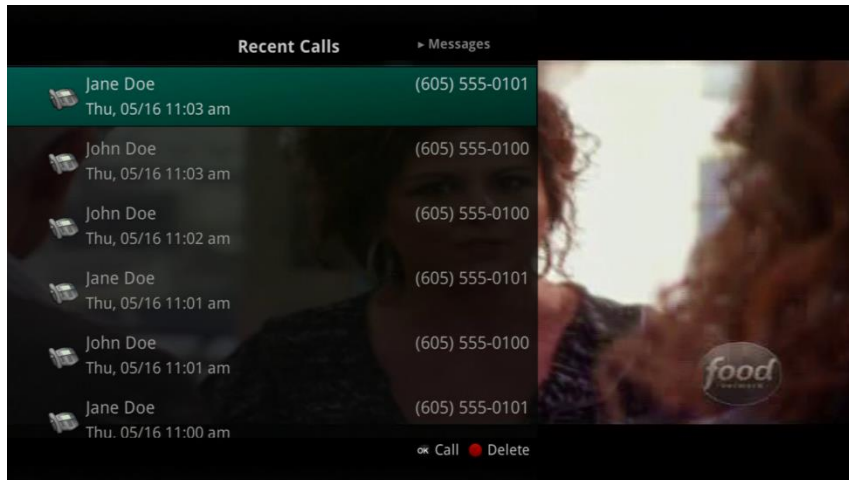 Recent Calls ▸ Messages
Jane Doe (605) 555-0101
Thu, 05/16 11:03 am
John Doe (605) 555-0100
Thu, 05/16 11:03 am
John Doe (605) 555-0100
Thu, 05/16 11:02 am
Jane Doe (605) 555-0101
Thu, 05/16 11:01 am
John Doe (605) 555-0100
Thu, 05/16 11:01 am
Jane Doe (605) 555-0101
Thu, 05/16 11:00 am
food
network
OK Call Delete